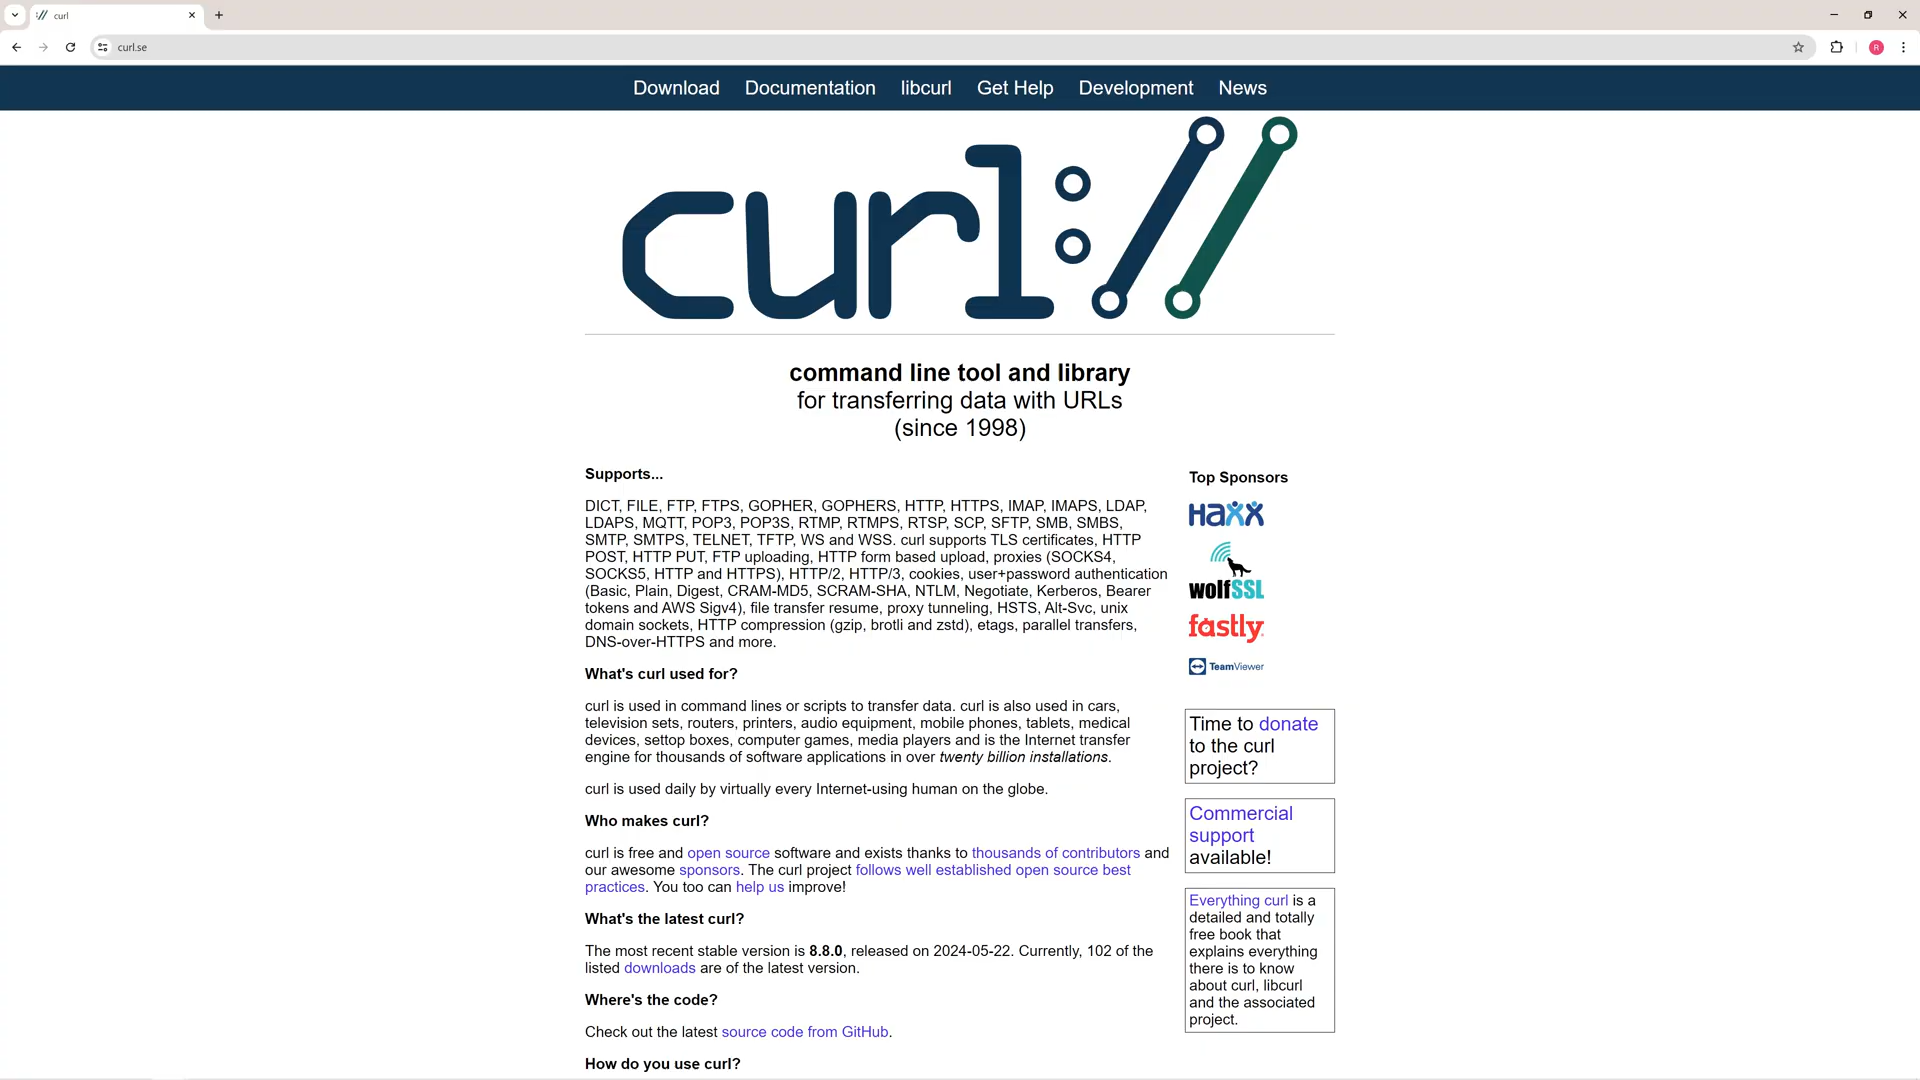 curl
curl.se
R
Download Documentation libcurl Get Help Development News
curl://
command line tool and library
for transferring data with URLs
(since 1998)
Supports...
DICT, FILE, FTP, FTPS, GOPHER, GOPHERS, HTTP, HTTPS, IMAP, IMAPS, LDAP,
LDAPS, MQTT, POP3, POP3S, RTMP, RTMPS, RTSP, SCP, SFTP, SMB, SMBS,
SMTP, SMTPS, TELNET, TFTP, WS and WSS. curl supports TLS certificates, HTTP
POST, HTTP PUT, FTP uploading, HTTP form based upload, proxies (SOCKS4,
SOCKS5, HTTP and HTTPS), HTTP/2, HTTP/3, cookies, user+password authentication
(Basic, Plain, Digest, CRAM-MD5, SCRAM-SHA, NTLM, Negotiate, Kerberos, Bearer
tokens and AWS Sigv4), file transfer resume, proxy tunneling, HSTS, Alt-Svc, unix
domain sockets, HTTP compression (gzip, brotli and zstd), etags, parallel transfers,
DNS-over-HTTPS and more.
What's curl used for?
curl is used in command lines or scripts to transfer data. curl is also used in cars,
television sets, routers, printers, audio equipment, mobile phones, tablets, medical
devices, settop boxes, computer games, media players and is the Internet transfer
engine for thousands of software applications in over twenty billion installations.
curl is used daily by virtually every Internet-using human on the globe.
Who makes curl?
curl is free and open source software and exists thanks to thousands of contributors and
our awesome sponsors. The curl project follows well established open source best
practices. You too can help us improve!
What's the latest curl?
The most recent stable version is 8.8.0, released on 2024-05-22. Currently, 102 of the
listed downloads are of the latest version.
Where's the code?
Check out the latest source code from GitHub.
How do you use curl?
Top Sponsors
Haxx
wolfSSL
fastly
TeamViewer
Time to donate
to the curl
project?
Commercial
support
available!
Everything curl is a
detailed and totally
free book that
explains everything
there is to know
about curl, libcurl
and the associated
project.